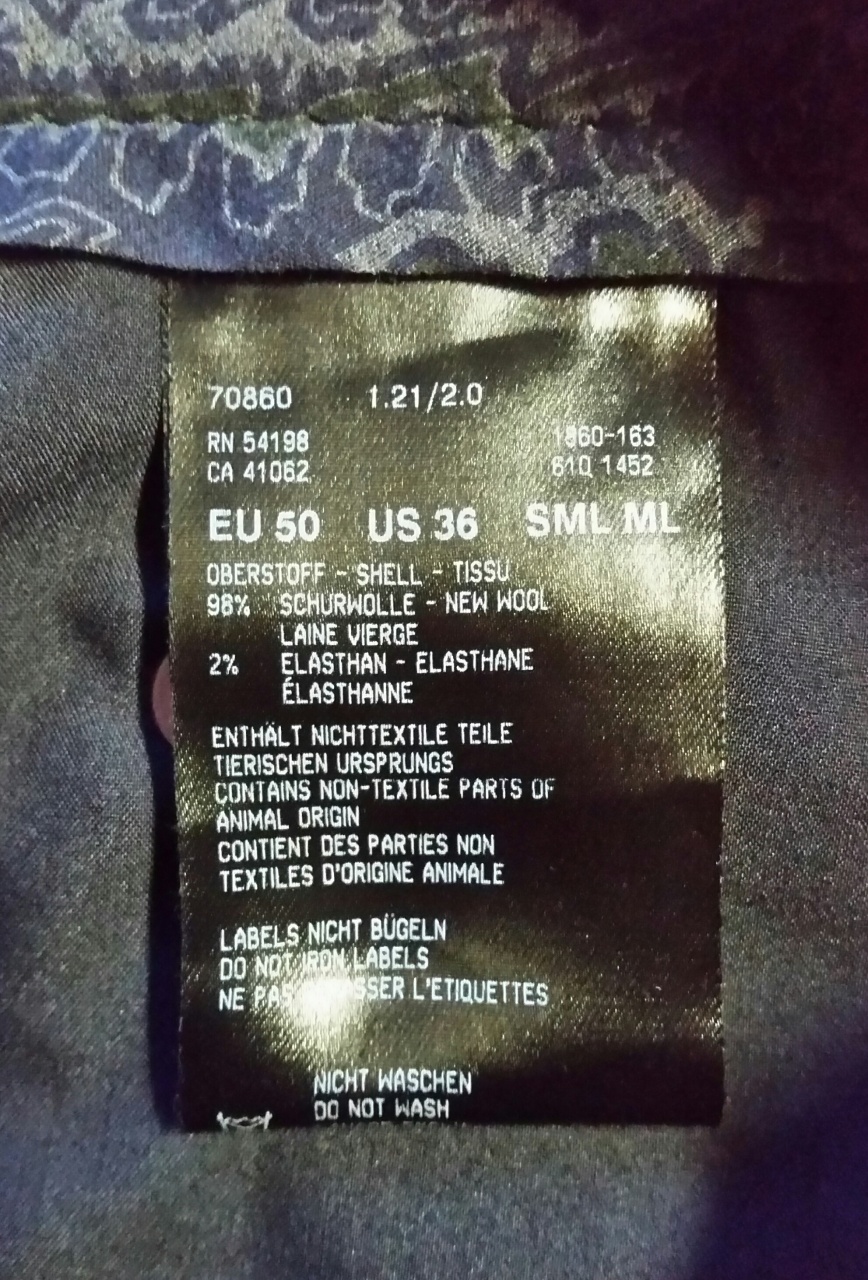 70860 1.21/2.0
RN 54198 1960-163
CA 41062 61Q 1452
EU 50 US 36 SML ML
OBERSTOFF - SHELL - TISSU
98% SCHURWOLLE - NEW WOOL
LAINE VIERGE
2% ELASTHAN - ELASTHANE
ÉLASTHANNE
ENTHÄLT NICHTTEXTILE TEILE
TIERISCHEN URSPRUNGS
CONTAINS NON-TEXTILE PARTS OF
ANIMAL ORIGIN
CONTIENT DES PARTIES NON
TEXTILES D'ORIGINE ANIMALE
LABELS NICHT BÜGELN
DO NOT IRON LABELS
NE PAS L'ETIQUETTES
NICHT WASCHEN
DO NOT WASH